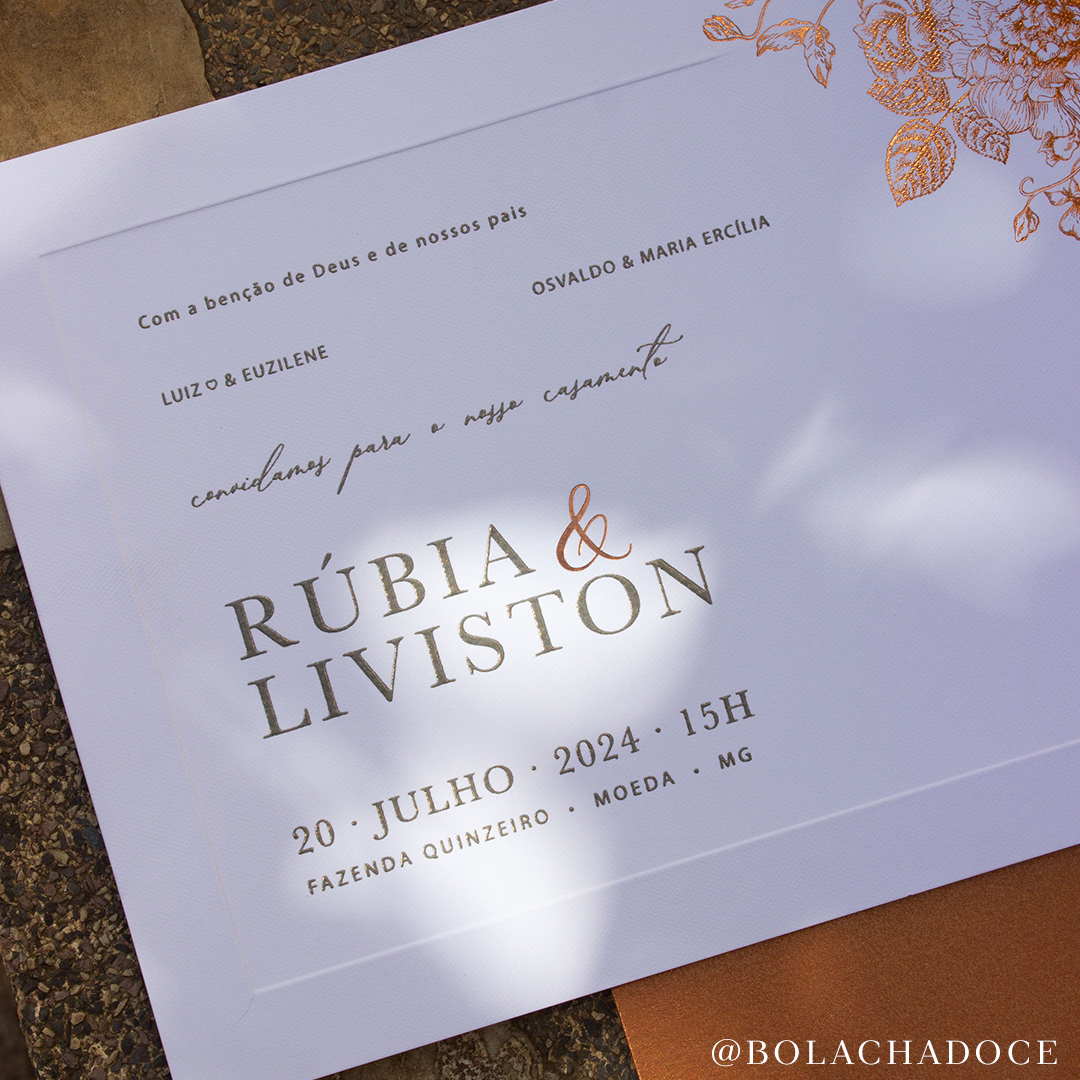 Com a benção de Deus e de nossos pais
LUIZ♡ & EUZILENE
OSVALDO & MARIA ERCÍLIA
convidamos para o nosso casamento
RÚBIA &
LIVISTON
20 · JULHO · 2024 · 15H
FAZENDA QUINZEIRO • MOEDA • MG
@BOLACHADOCE